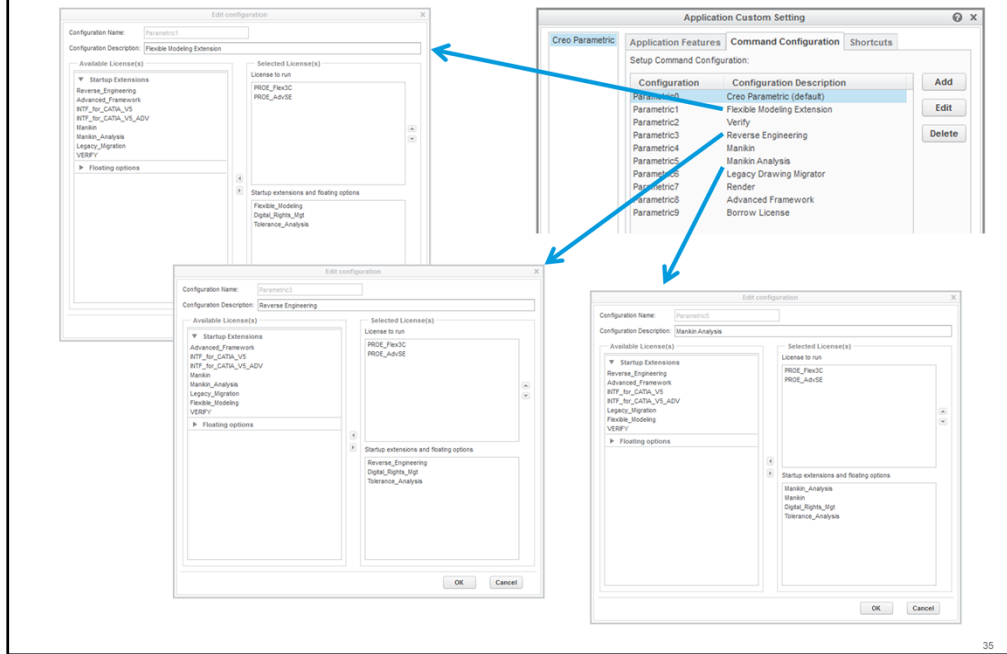 Edit configuration
Configuration Name: Parametric1
Configuration Description: Flexible Modeling Extension
Available License(s)
Startup Extensions
Reverse_Engineering
Advanced_Framework
INTF_for_CATIA_V5
INTF_for_CATIA_V5_ADV
Manikin
Manikin_Analysis
Legacy_Migration
VERIFY
Floating options
Selected License(s)
License to run
PROE_Flex3C
PROE_AdvSE
Startup extensions and floating options
Flexible_Modeling
Digital_Rights_Mgt
Tolerance_Analysis
Application Custom Setting
Creo Parametric
Application Features Command Configuration Shortcuts
Setup Command Configuration:
Configuration Configuration Description
Parametric0 Creo Parametric (default)
Parametric1 Flexible Modeling Extension
Parametric2 Verify
Parametric3 Reverse Engineering
Parametric4 Manikin
Parametric5 Manikin Analysis
Parametric6 Legacy Drawing Migrator
Parametric7 Render
Parametric8 Advanced Framework
Parametric9 Borrow License
Add
Edit
Delete
Edit configuration
Configuration Name: Parametric3
Configuration Description: Reverse Engineering
Available License(s)
Startup Extensions
Advanced_Framework
INTF_for_CATIA_V5
INTF_for_CATIA_V5_ADV
Manikin
Manikin_Analysis
Legacy_Migration
Flexible_Modeling
VERIFY
Floating options
Selected License(s)
License to run
PROE_Flex3C
PROE_AdvSE
Startup extensions and floating options
Reverse_Engineering
Digital_Rights_Mgt
Tolerance_Analysis
OK Cancel
Edit configuration
Configuration Name: Parametric5
Configuration Description: Manikin Analysis
Available License(s)
Startup Extensions
Reverse_Engineering
Advanced_Framework
INTF_for_CATIA_V5
INTF_for_CATIA_V5_ADV
Legacy_Migration
Flexible_Modeling
VERIFY
Floating options
Selected License(s)
License to run
PROE_Flex3C
PROE_AdvSE
Startup extensions and floating options
Manikin_Analysis
Manikin
Digital_Rights_Mgt
Tolerance_Analysis
OK Cancel
35